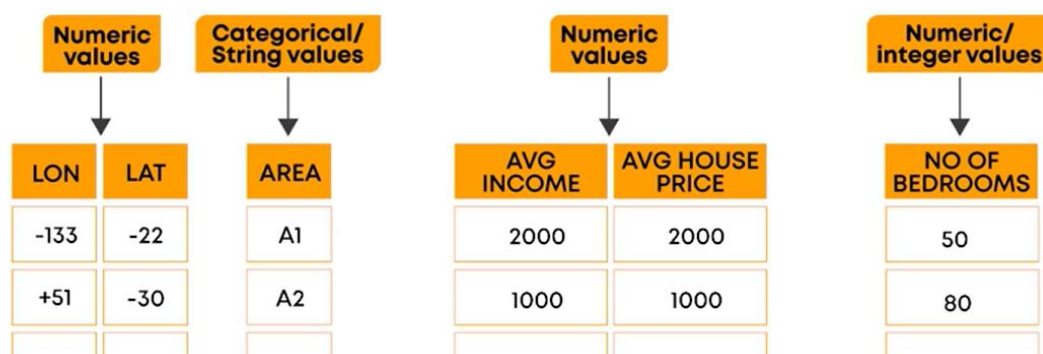 Numeric
values
Categorical/
String values
Numeric
values
Numeric/
integer values
LON LAT AREA AVG INCOME AVG HOUSE PRICE NO OF BEDROOMS
-133 -22 A1 2000 2000 50
+51 -30 A2 1000 1000 80